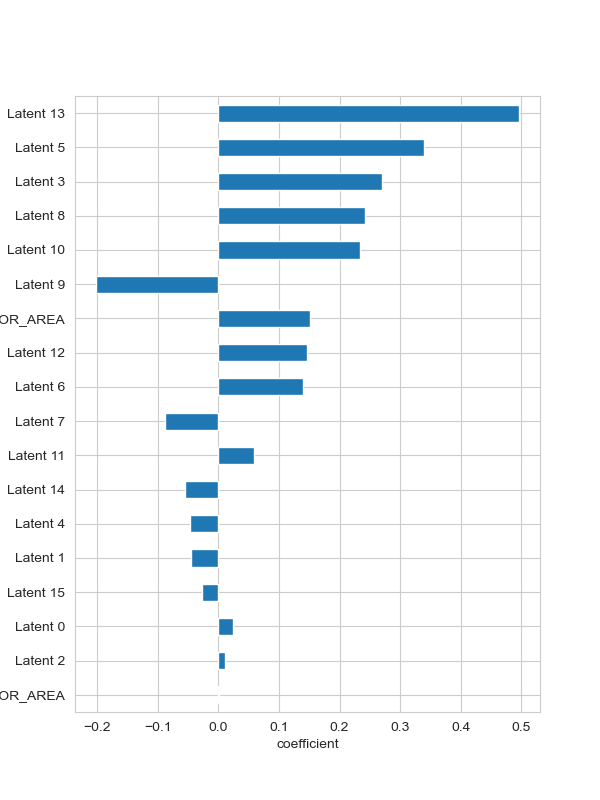 Latent 13
Latent 5
Latent 3
Latent 8
Latent 10
Latent 9
OR_AREA
Latent 12
Latent 6
Latent 7
Latent 11
Latent 14
Latent 4
Latent 1
Latent 15
Latent 0
Latent 2
OR_AREA
−0.2 −0.1 0.0 0.1 0.2 0.3 0.4 0.5
coefficient